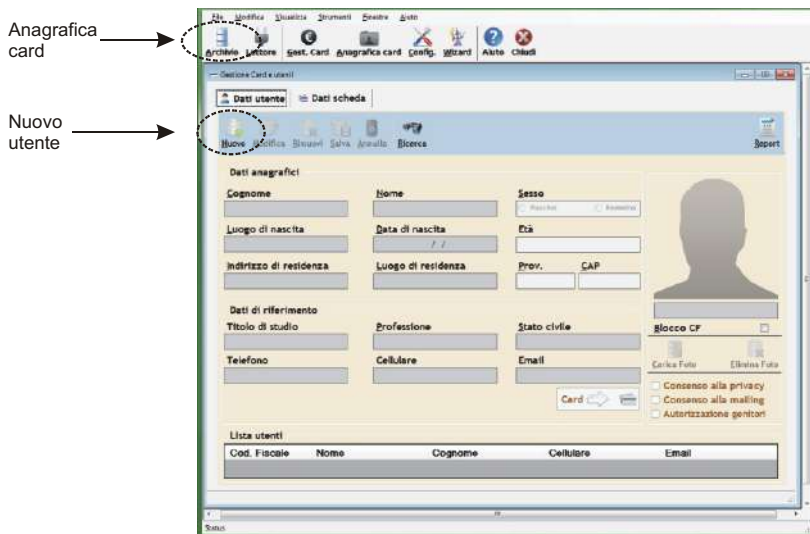 File Modifica Visualizza Strumenti Finestre Aiuto
Anagrafica
card
Archivio Lettore Gest. Card Anagrafica card Config. Wizard Aiuto Chiudi
Gestione Card e utenti
Dati utente Dati scheda
Nuovo
utente
Nuovo Modifica Rimuovi Salva Annulla Ricerca Report
Dati anagrafici
Cognome Nome Sesso
Maschio Femmina
Luogo di nascita Data di nascita Età
/ /
Indirizzo di residenza Luogo di residenza Prov. CAP
Dati di riferimento
Titolo di studio Professione Stato civile Blocco CF
Telefono Cellulare Email
Carica Foto Elimina Foto
Consenso alla privacy
Card Consenso alla mailing
Autorizzazione genitori
Lista utenti
Cod. Fiscale Nome Cognome Cellulare Email
Status